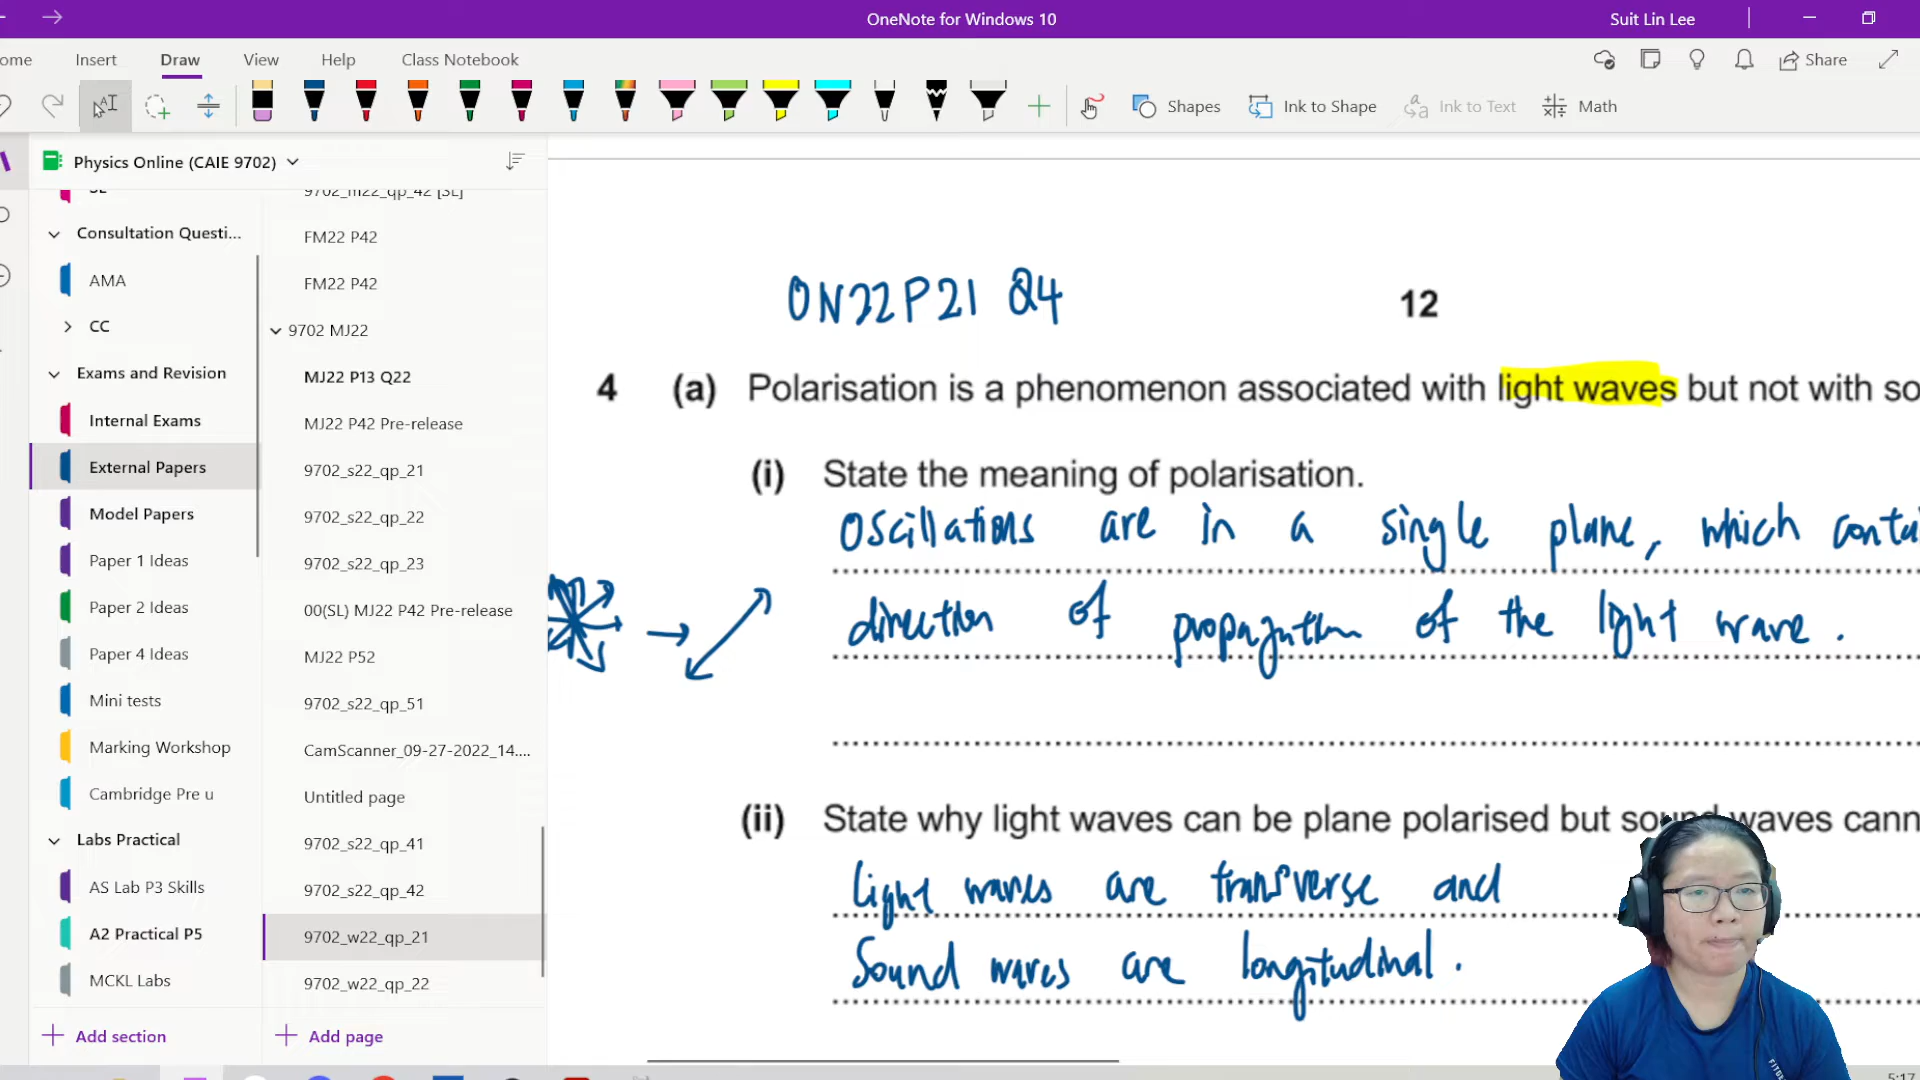 OneNote for Windows 10
Suit Lin Lee
ome Insert Draw View Help Class Notebook
Share
Shapes Ink to Shape Ink to Text Math
Physics Online (CAIE 9702)
Consultation Questi...
AMA
CC
Exams and Revision
Internal Exams
External Papers
Model Papers
Paper 1 Ideas
Paper 2 Ideas
Paper 4 Ideas
Mini tests
Marking Workshop
Cambridge Pre u
Labs Practical
AS Lab P3 Skills
A2 Practical P5
MCKL Labs
Add section
9702_m22_qp_42 [SL]
FM22 P42
FM22 P42
9702 MJ22
MJ22 P13 Q22
MJ22 P42 Pre-release
9702_s22_qp_21
9702_s22_qp_22
9702_s22_qp_23
00(SL) MJ22 P42 Pre-release
MJ22 P52
9702_s22_qp_51
CamScanner_09-27-2022_14....
Untitled page
9702_s22_qp_41
9702_s22_qp_42
9702_w22_qp_21
9702_w22_qp_22
Add page
ON22P21 Q4
12
4 (a) Polarisation is a phenomenon associated with light waves but not with so
(i) State the meaning of polarisation.
Oscillations are in a single plane, which contai
direction of propagation of the light wave.
(ii) State why light waves can be plane polarised but sound waves cann
Light waves are transverse and
Sound waves are longitudinal.
5:17